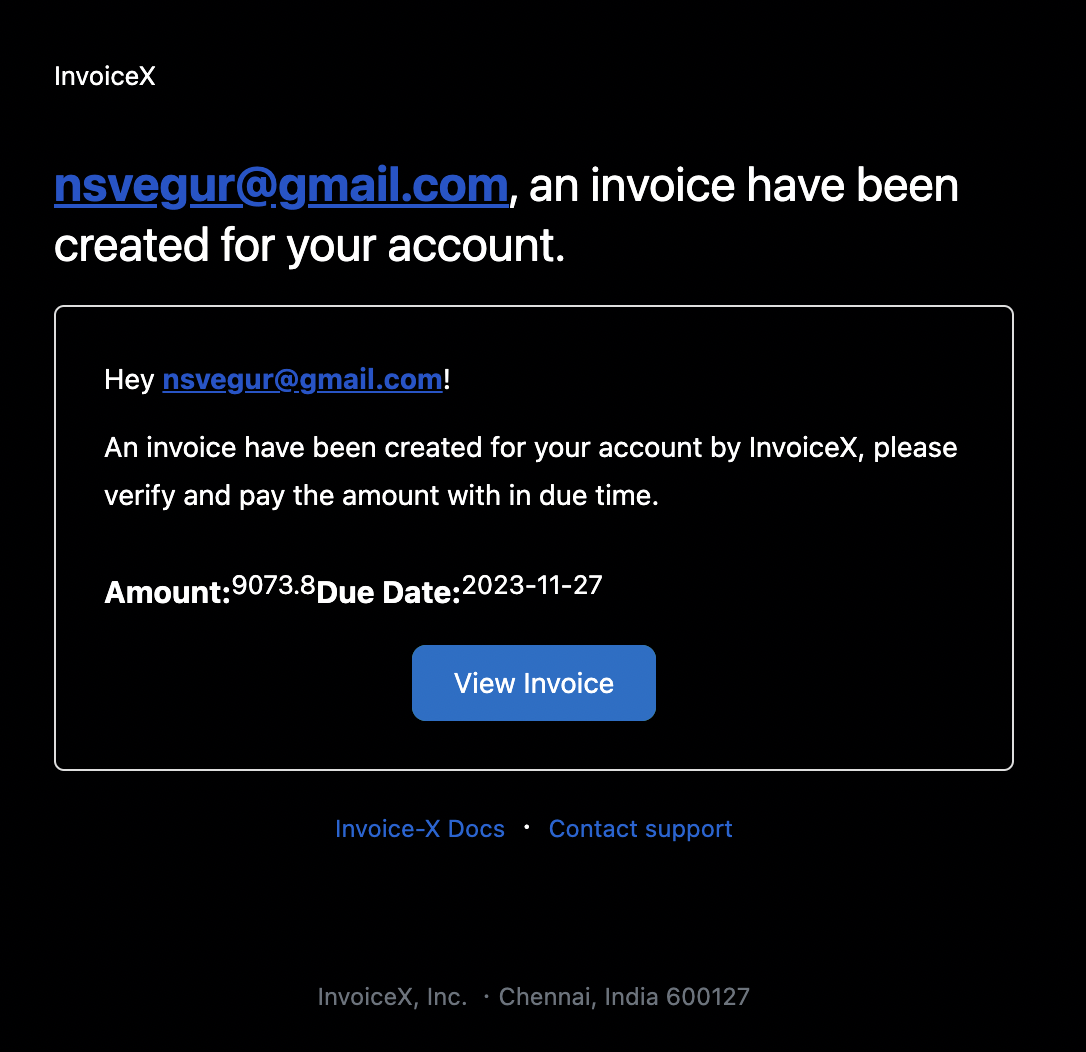 InvoiceX
nsvegur@gmail.com, an invoice have been
created for your account.
Hey nsvegur@gmail.com!
An invoice have been created for your account by InvoiceX, please
verify and pay the amount with in due time.
Amount:9073.8Due Date:2023-11-27
View Invoice
Invoice-X Docs · Contact support
InvoiceX, Inc. ・Chennai, India 600127